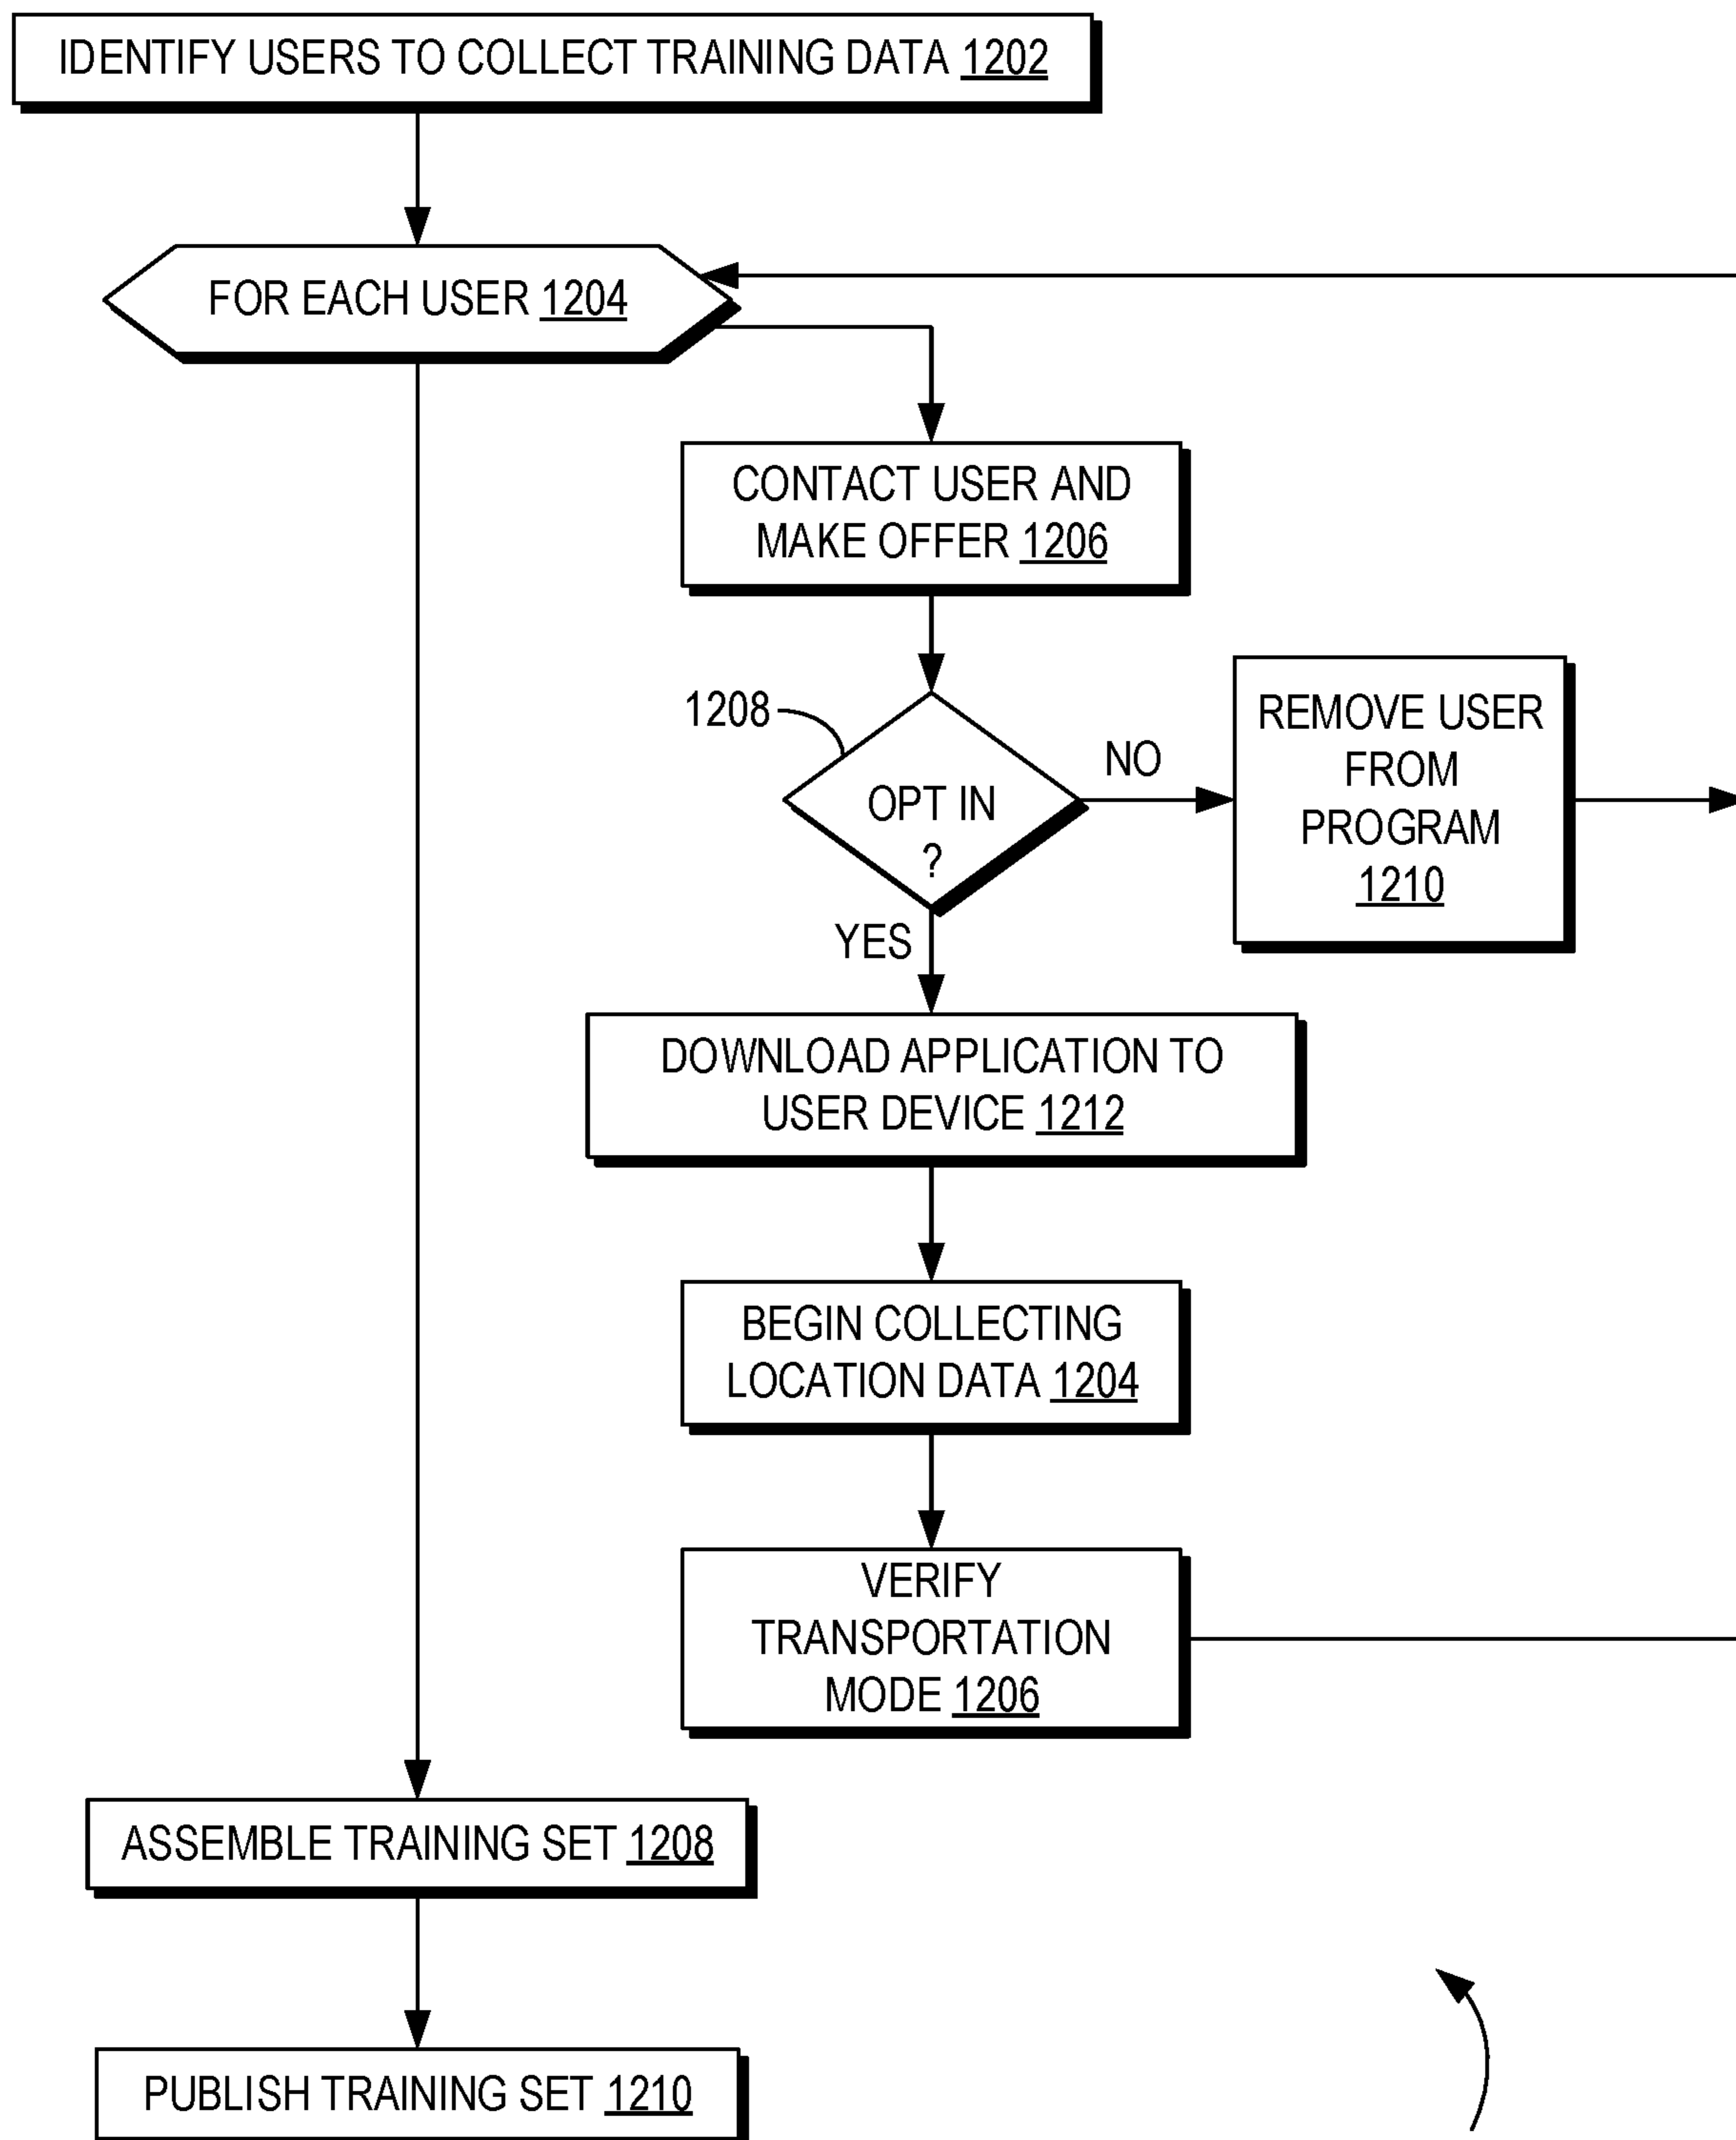 IDENTIFY USERS TO COLLECT TRAINING DATA 1202
FOR EACH USER 1204
CONTACT USER AND
MAKE OFFER 1206
1208
OPT IN
?
NO
REMOVE USER
FROM
PROGRAM
1210
YES
DOWNLOAD APPLICATION TO
USER DEVICE 1212
BEGIN COLLECTING
LOCATION DATA 1204
VERIFY
TRANSPORTATION
MODE 1206
ASSEMBLE TRAINING SET 1208
PUBLISH TRAINING SET 1210